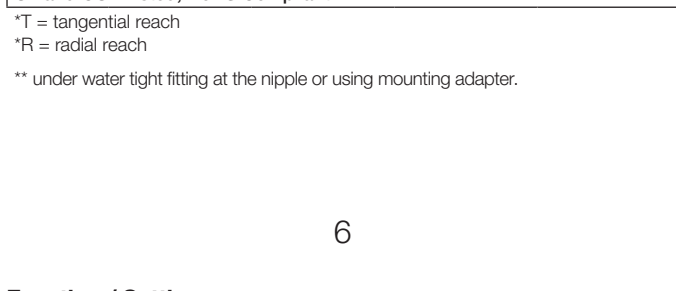 *T = tangential reach
*R = radial reach
** under water tight fitting at the nipple or using mounting adapter.
6